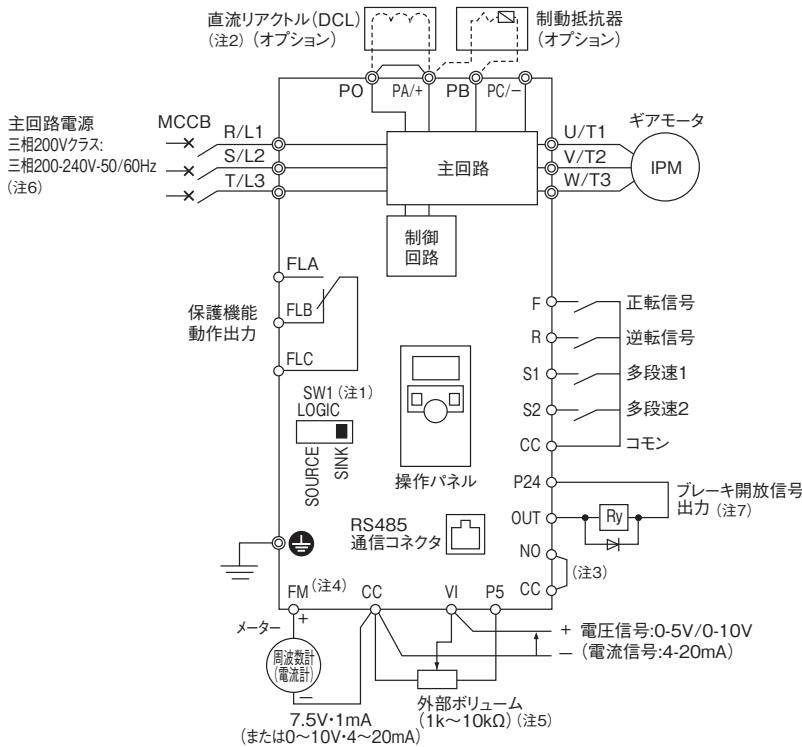 直流リアクトル(DCL)
(注2) (オプション)
制動抵抗器
(オプション)
PO
PA/+
PB
PC/−
主回路電源
三相200Vクラス:
三相200-240V-50/60Hz
(注6)
MCCB
R/L1
S/L2
T/L3
主回路
U/T1
V/T2
W/T3
ギアモータ
IPM
制御
回路
FLA
FLB
FLC
保護機能
動作出力
SW1 (注1)
LOGIC
SOURCE
SINK
操作パネル
RS485
通信コネクタ
F
正転信号
R
逆転信号
S1
多段速1
S2
多段速2
CC
コモン
P24
OUT
Ry
ブレーキ開放信号
出力 (注7)
NO
CC
(注3)
FM
(注4)
CC
VI
P5
メーター
+
周波数計
(電流計)
−
7.5V・1mA
(または0〜10V・4〜20mA)
外部ボリューム
(1k〜10kΩ) (注5)
+ 電圧信号:0-5V/0-10V
− (電流信号:4-20mA)